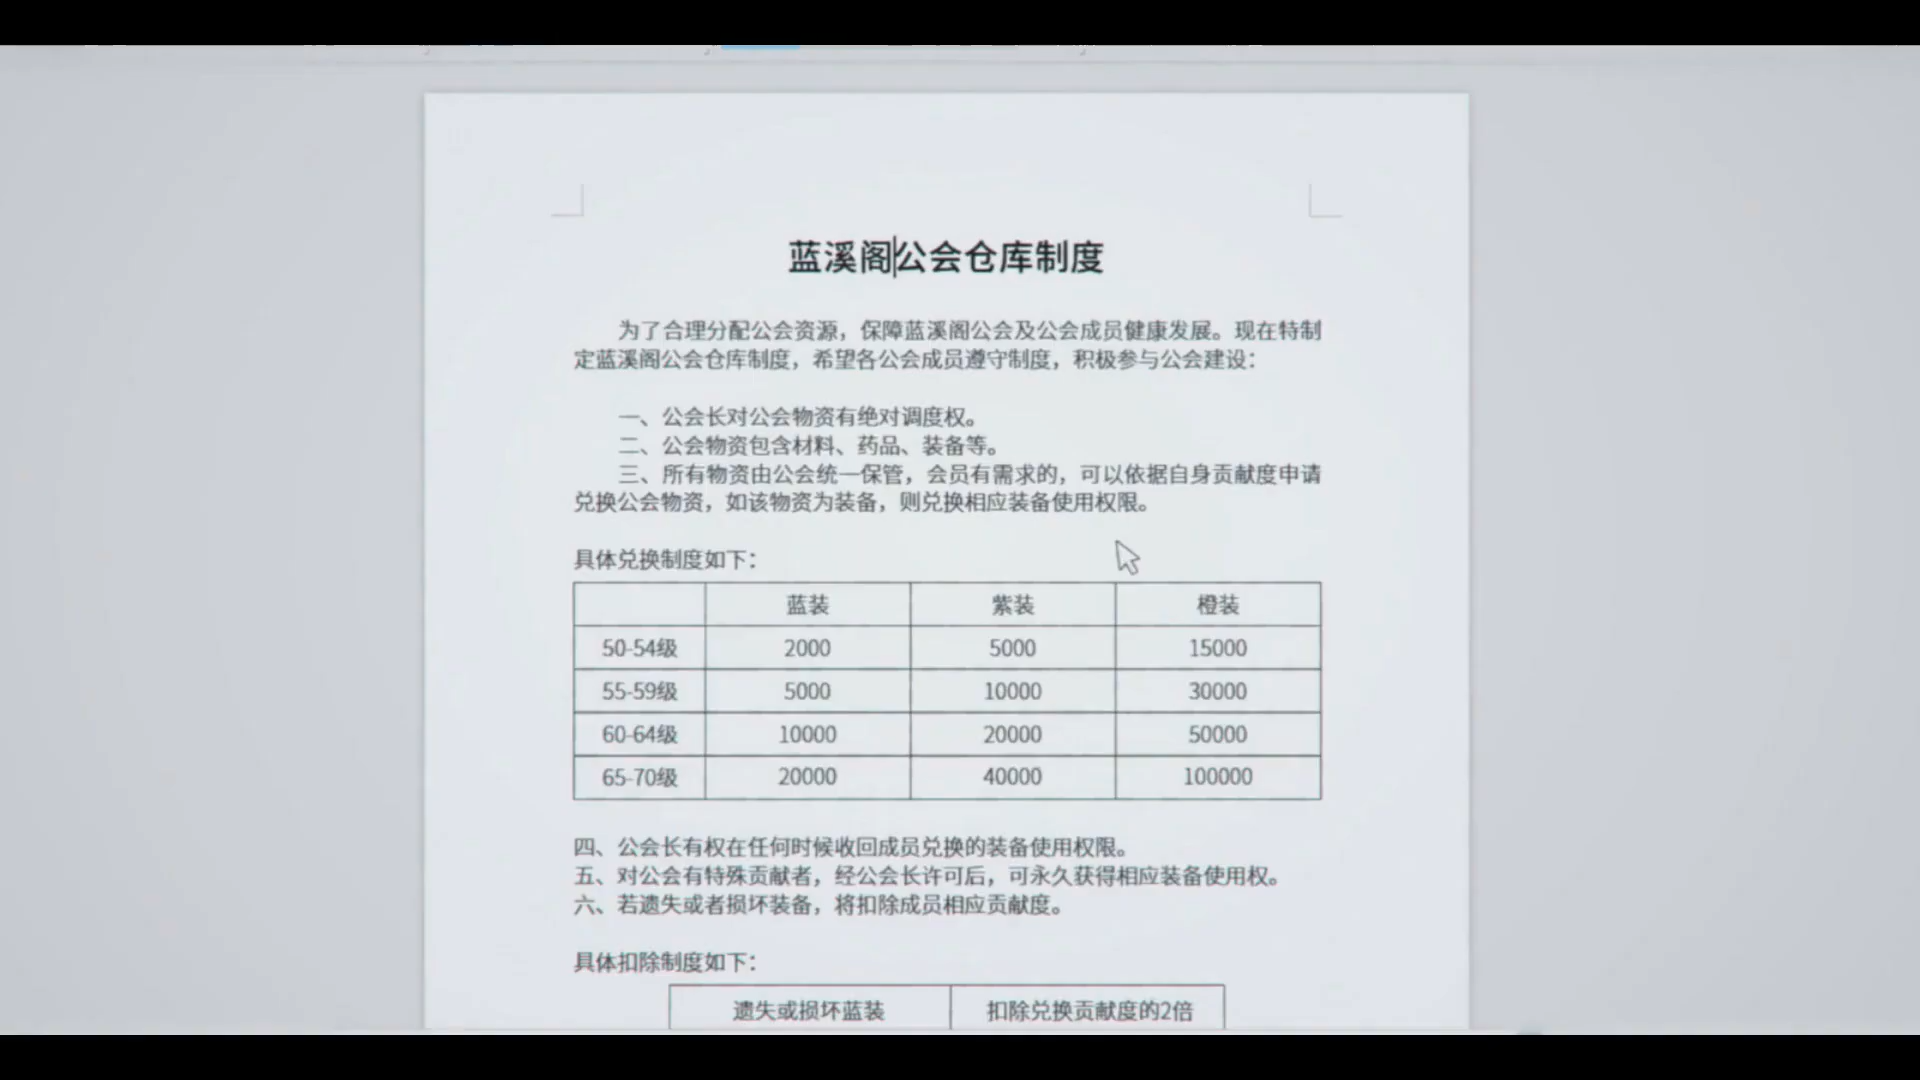 蓝溪阁公会仓库制度
为了合理分配公会资源，保障蓝溪阁公会及公会成员健康发展。现在特制
定蓝溪阁公会仓库制度，希望各公会成员遵守制度，积极参与公会建设：
一、公会长对公会物资有绝对调度权。
二、公会物资包含材料、药品、装备等。
三、所有物资由公会统一保管，会员有需求的，可以依据自身贡献度申请
兑换公会物资，如该物资为装备，则兑换相应装备使用权限。
具体兑换制度如下：
蓝装 紫装 橙装
50-54级 2000 5000 15000
55-59级 5000 10000 30000
60-64级 10000 20000 50000
65-70级 20000 40000 100000
四、公会长有权在任何时候收回成员兑换的装备使用权限。
五、对公会有特殊贡献者，经公会长许可后，可永久获得相应装备使用权。
六、若遗失或者损坏装备，将扣除成员相应贡献度。
具体扣除制度如下：
遗失或损坏蓝装 扣除兑换贡献度的2倍